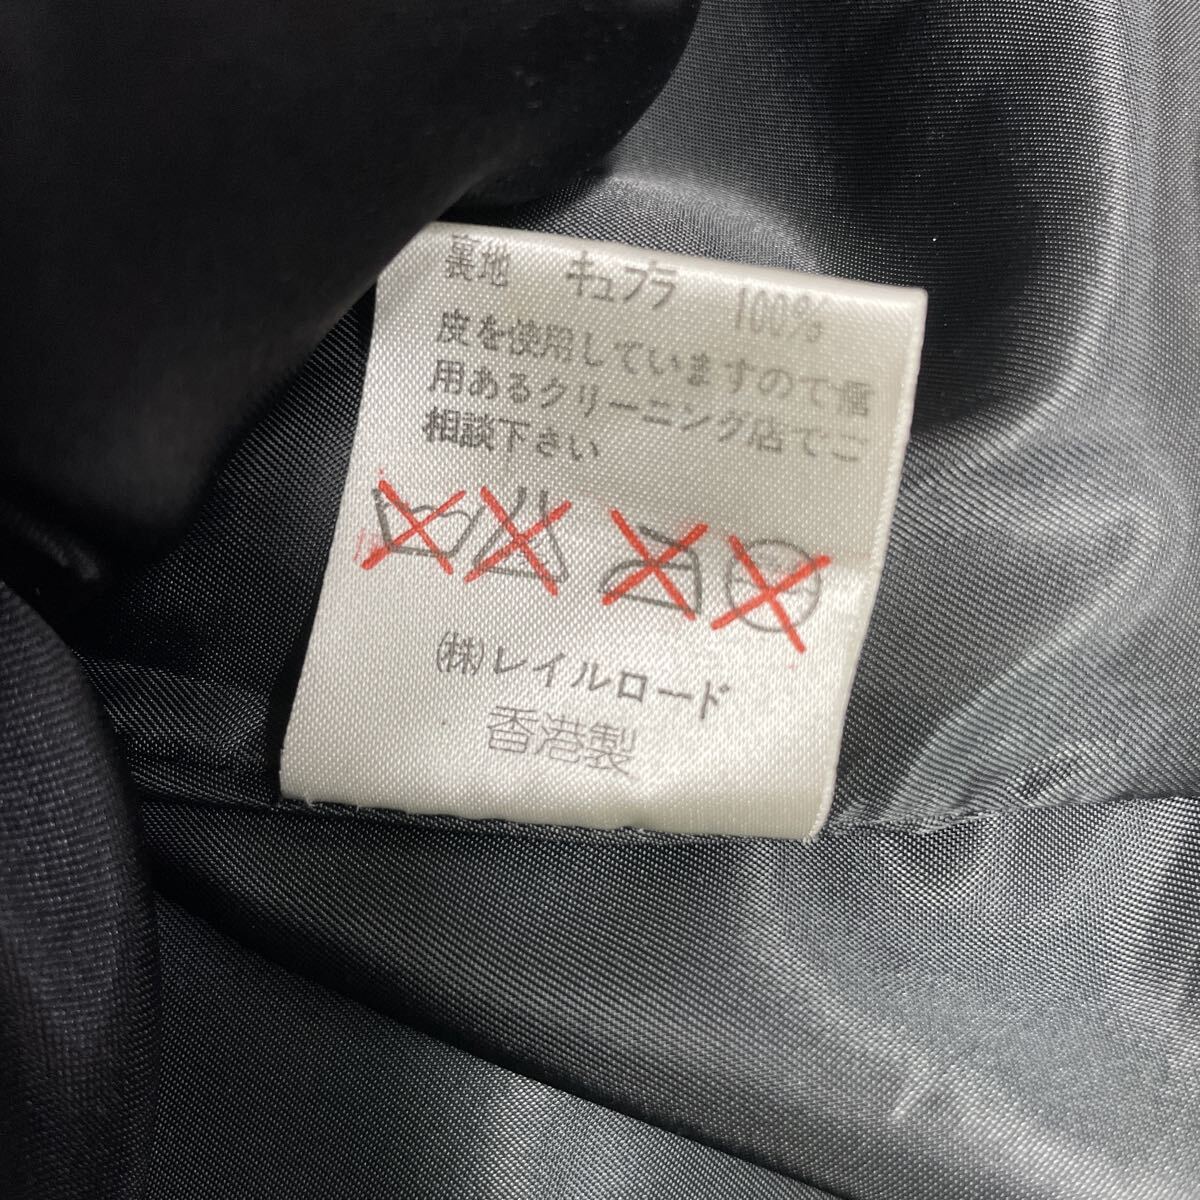 裏地 キュプラ 100%
皮を使用していますので信
用あるクリーニング店でご
相談下さい
(株)レイルロード
香港製